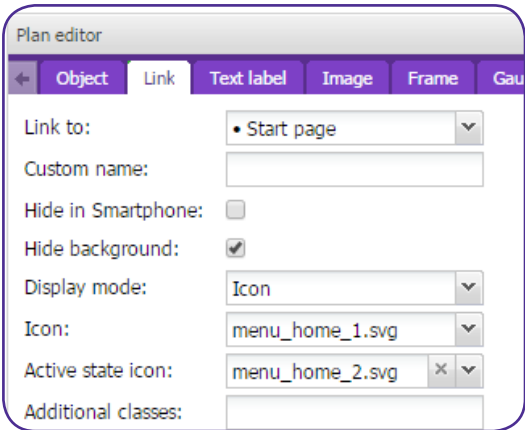 Plan editor
Object Link Text label Image Frame Gau
Link to: • Start page
Custom name:
Hide in Smartphone:
Hide background:
Display mode: Icon
Icon: menu_home_1.svg
Active state icon: menu_home_2.svg
Additional classes: